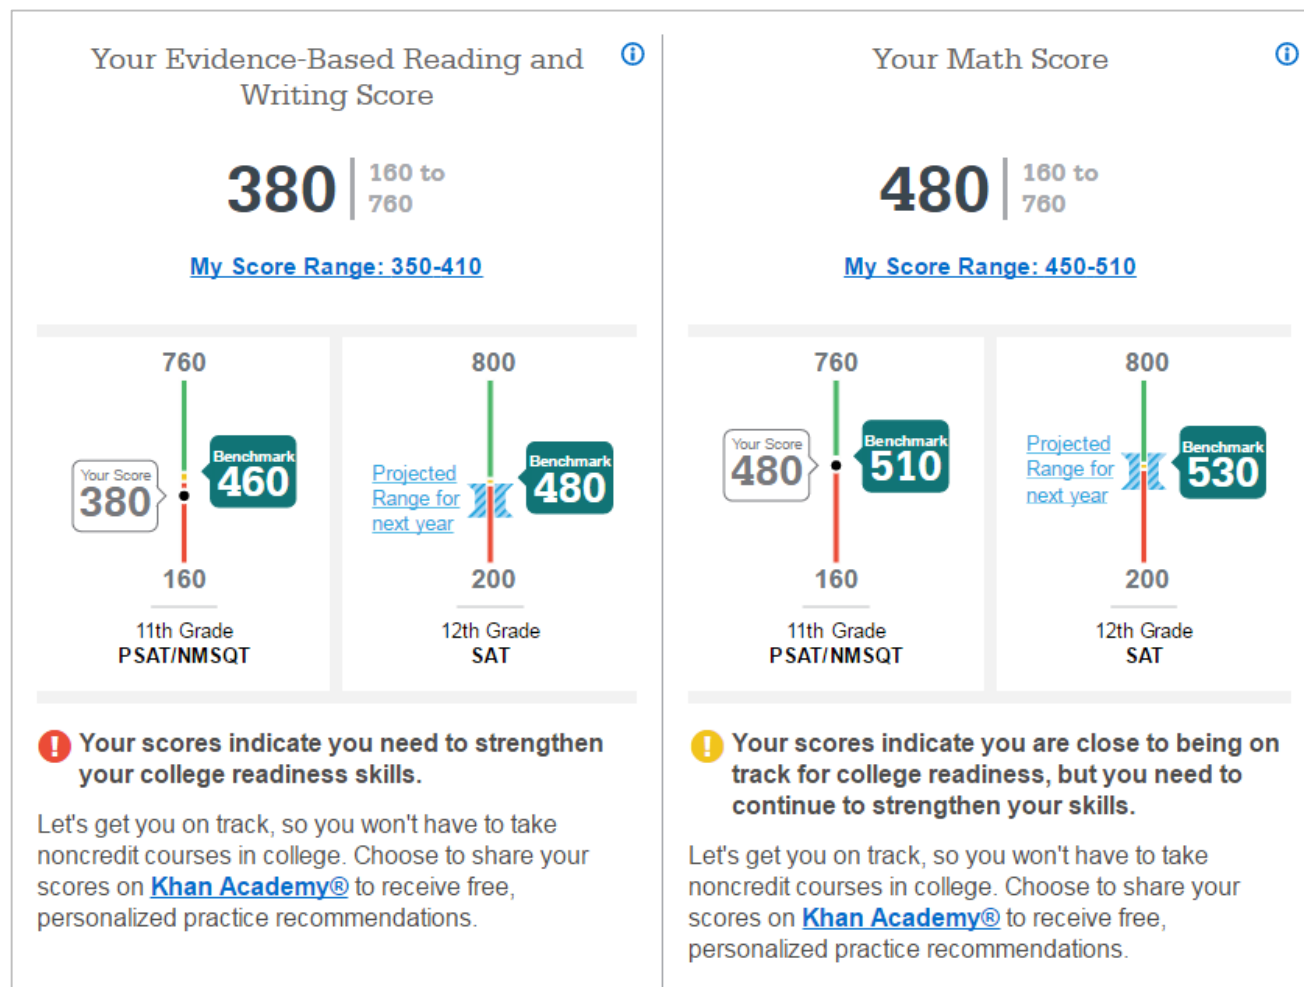 Your Evidence-Based Reading and
Writing Score
380
160 to
760
My Score Range: 350-410
760
Your Score
380
Benchmark
460
160
11th Grade
PSAT/NMSQT
800
Projected
Range for
next year
Benchmark
480
200
12th Grade
SAT
Your scores indicate you need to strengthen
your college readiness skills.
Let's get you on track, so you won't have to take
noncredit courses in college. Choose to share your
scores on Khan Academy® to receive free,
personalized practice recommendations.
Your Math Score
480
160 to
760
My Score Range: 450-510
760
Your Score
480
Benchmark
510
160
11th Grade
PSAT/NMSQT
800
Projected
Range for
next year
Benchmark
530
200
12th Grade
SAT
Your scores indicate you are close to being on
track for college readiness, but you need to
continue to strengthen your skills.
Let's get you on track, so you won't have to take
noncredit courses in college. Choose to share your
scores on Khan Academy® to receive free,
personalized practice recommendations.